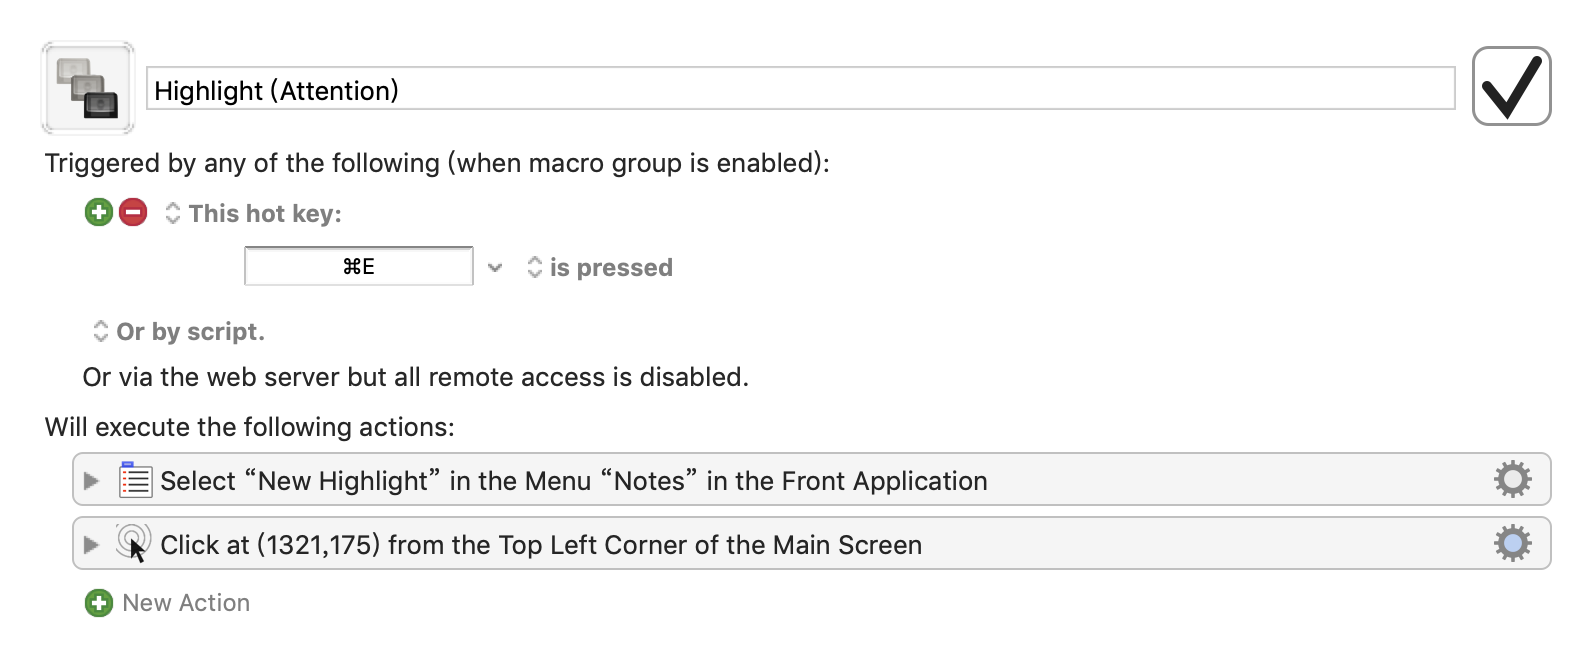 Highlight (Attention)
Triggered by any of the following (when macro group is enabled):
This hot key:
⌘E
is pressed
Or by script.
Or via the web server but all remote access is disabled.
Will execute the following actions:
Select “New Highlight” in the Menu “Notes” in the Front Application
Click at (1321,175) from the Top Left Corner of the Main Screen
New Action